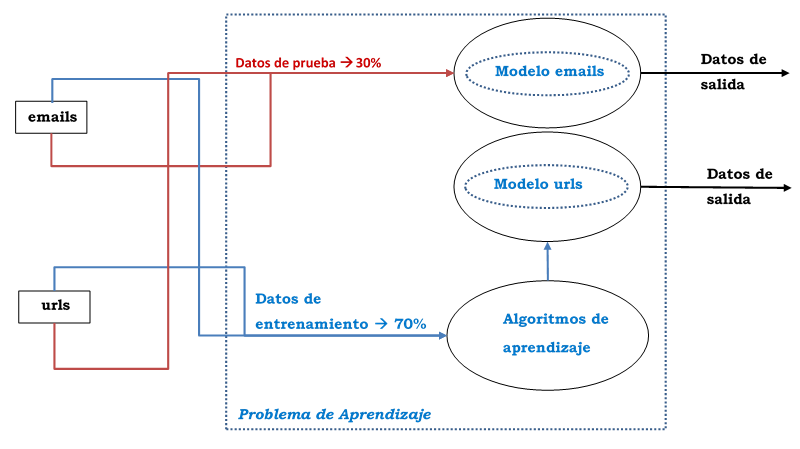 Datos de prueba → 30%
Modelo emails
Datos de
salida
emails
Modelo urls
Datos de
salida
urls
Datos de
entrenamiento → 70%
Algoritmos de
aprendizaje
Problema de Aprendizaje